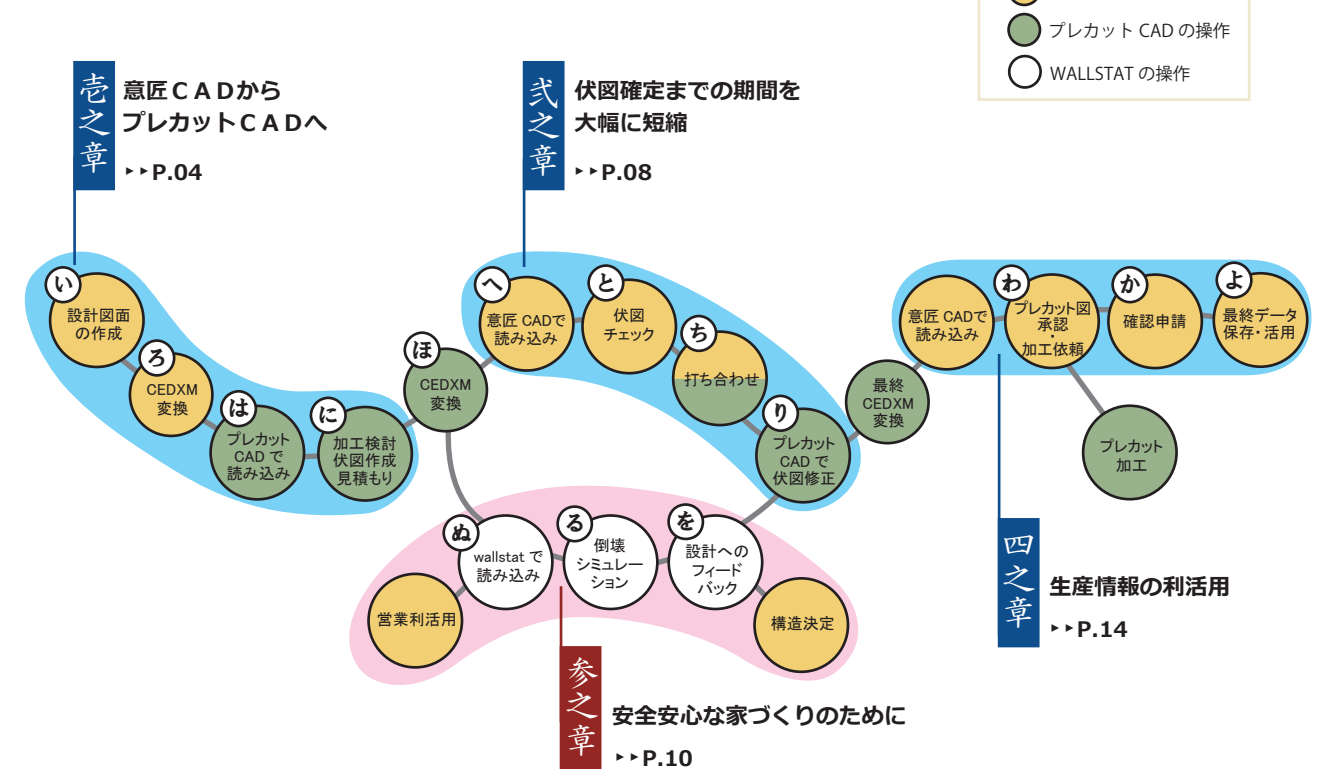 プレカット CAD の操作
WALLSTAT の操作
壱之章
意匠ＣＡＤから
プレカットＣＡＤへ
▸▸P.04
弐之章
伏図確定までの期間を
大幅に短縮
▸▸P.08
い
設計図面
の作成
ろ
CEDXM
変換
は
プレカット
CAD で
読み込み
に
加工検討
伏図作成
見積もり
ほ
CEDXM
変換
へ
意匠 CADで
読み込み
と
伏図
チェック
ち
打ち合わせ
り
プレカット
CAD で
伏図修正
最終
CEDXM
変換
意匠 CADで
読み込み
わ
プレカット図
承認
・
加工依頼
か
確認申請
よ
最終データ
保存・活用
プレカット
加工
営業利活用
ぬ
wallstat で
読み込み
る
倒壊
シミュレー
ション
を
設計への
フィード
バック
構造決定
参之章
安全安心な家づくりのために
▸▸P.10
四之章
生産情報の利活用
▸▸P.14